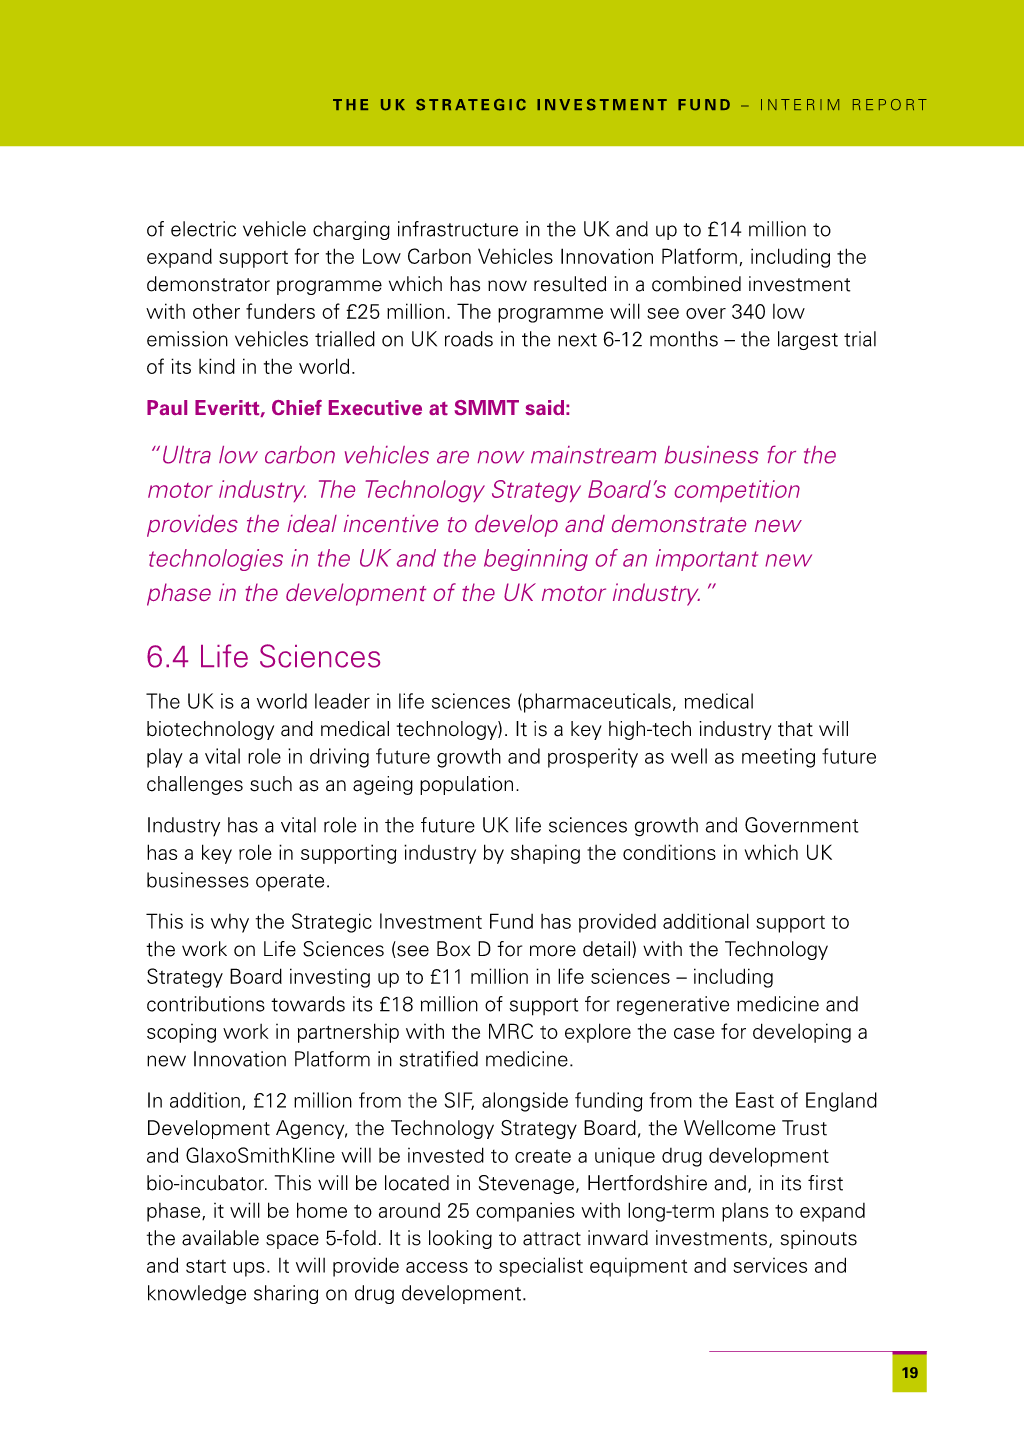 THE UK STRATEGIC INVESTMENT FUND – INTERIM REPORT
of electric vehicle charging infrastructure in the UK and up to £14 million to
expand support for the Low Carbon Vehicles Innovation Platform, including the
demonstrator programme which has now resulted in a combined investment
with other funders of £25 million. The programme will see over 340 low
emission vehicles trialled on UK roads in the next 6-12 months – the largest trial
of its kind in the world.
Paul Everitt, Chief Executive at SMMT said:
“Ultra low carbon vehicles are now mainstream business for the
motor industry. The Technology Strategy Board’s competition
provides the ideal incentive to develop and demonstrate new
technologies in the UK and the beginning of an important new
phase in the development of the UK motor industry.”
6.4 Life Sciences
The UK is a world leader in life sciences (pharmaceuticals, medical
biotechnology and medical technology). It is a key high-tech industry that will
play a vital role in driving future growth and prosperity as well as meeting future
challenges such as an ageing population.
Industry has a vital role in the future UK life sciences growth and Government
has a key role in supporting industry by shaping the conditions in which UK
businesses operate.
This is why the Strategic Investment Fund has provided additional support to
the work on Life Sciences (see Box D for more detail) with the Technology
Strategy Board investing up to £11 million in life sciences – including
contributions towards its £18 million of support for regenerative medicine and
scoping work in partnership with the MRC to explore the case for developing a
new Innovation Platform in stratified medicine.
In addition, £12 million from the SIF, alongside funding from the East of England
Development Agency, the Technology Strategy Board, the Wellcome Trust
and GlaxoSmithKline will be invested to create a unique drug development
bio-incubator. This will be located in Stevenage, Hertfordshire and, in its first
phase, it will be home to around 25 companies with long-term plans to expand
the available space 5-fold. It is looking to attract inward investments, spinouts
and start ups. It will provide access to specialist equipment and services and
knowledge sharing on drug development.
19